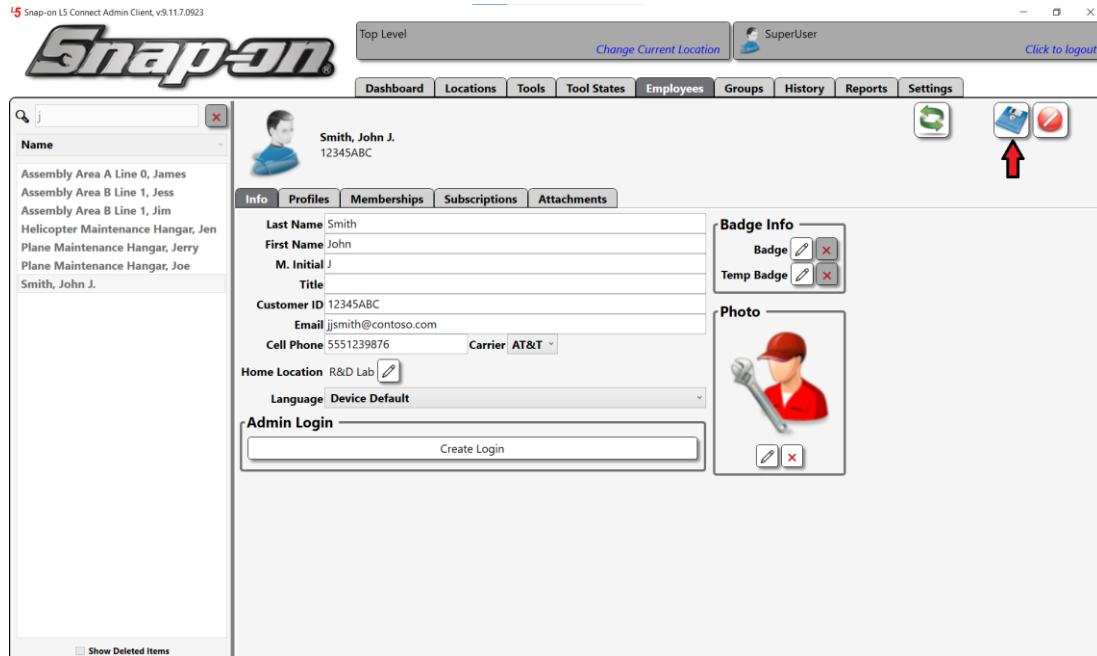 L5 Snap-on L5 Connect Admin Client, v:9.11.7.0923
Snap-on
Top Level
Change Current Location
SuperUser
Click to logout
Dashboard Locations Tools Tool States Employees Groups History Reports Settings
j
Name
Assembly Area A Line 0, James
Assembly Area B Line 1, Jess
Assembly Area B Line 1, Jim
Helicopter Maintenance Hangar, Jen
Plane Maintenance Hangar, Jerry
Plane Maintenance Hangar, Joe
Smith, John J.
Show Deleted Items
Smith, John J.
12345ABC
Info Profiles Memberships Subscriptions Attachments
Last Name Smith
First Name John
M. Initial J
Title
Customer ID 12345ABC
Email jjsmith@contoso.com
Cell Phone 5551239876 Carrier AT&T
Home Location R&D Lab
Language Device Default
Admin Login
Create Login
Badge Info
Badge
Temp Badge
Photo